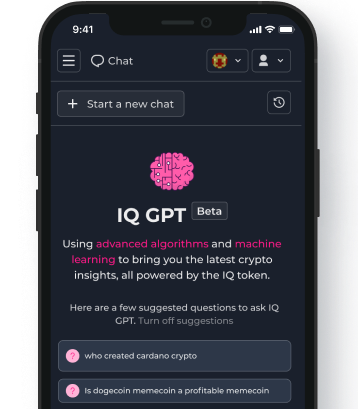 9:41
Chat
+ Start a new chat
IQ GPT Beta
Using advanced algorithms and machine
learning to bring you the latest crypto
insights, all powered by the IQ token.
Here are a few suggested questions to ask IQ
GPT. Turn off suggestions
? who created cardano crypto
? Is dogecoin memecoin a profitable memecoin